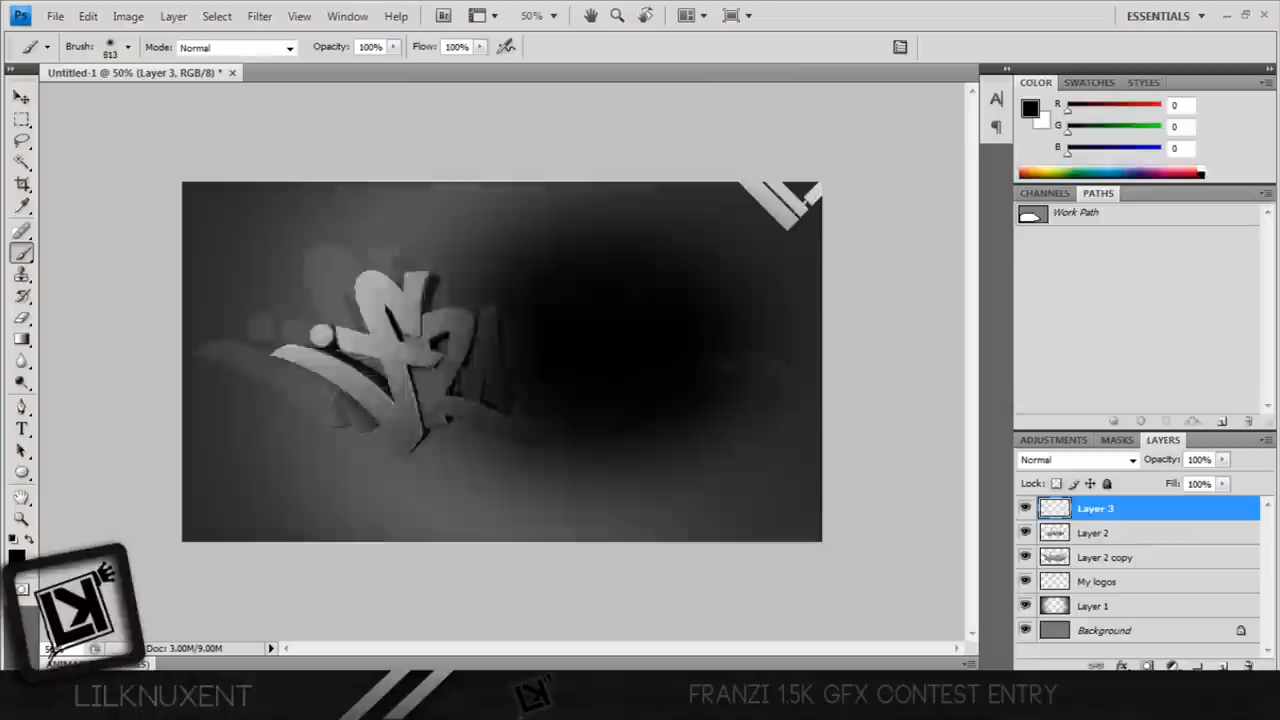 Ps File Edit Image Layer Select Filter View Window Help Br 50% ESSENTIALS
Brush: 813 Mode: Normal Opacity: 100% Flow: 100%
Untitled-1 @ 50% (Layer 3, RGB/8) *
COLOR SWATCHES STYLES
R 0
G 0
B 0
CHANNELS PATHS
Work Path
ADJUSTMENTS MASKS LAYERS
Normal Opacity: 100%
Lock: Fill: 100%
Layer 3
Layer 2
Layer 2 copy
My logos
Layer 1
Background
Doc: 3.00M/9.00M
LILKNUXENT
FRANZI 1.5K GFX CONTEST ENTRY